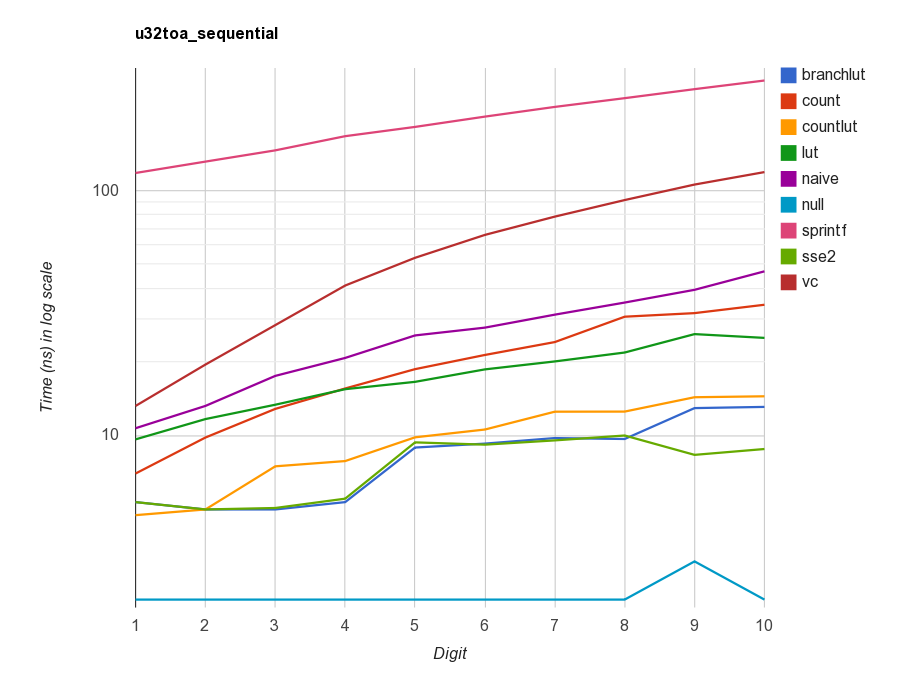 u32toa_sequential
branchlut
count
countlut
lut
naive
null
sprintf
sse2
vc
100
10
Time (ns) in log scale
1 2 3 4 5 6 7 8 9 10
Digit